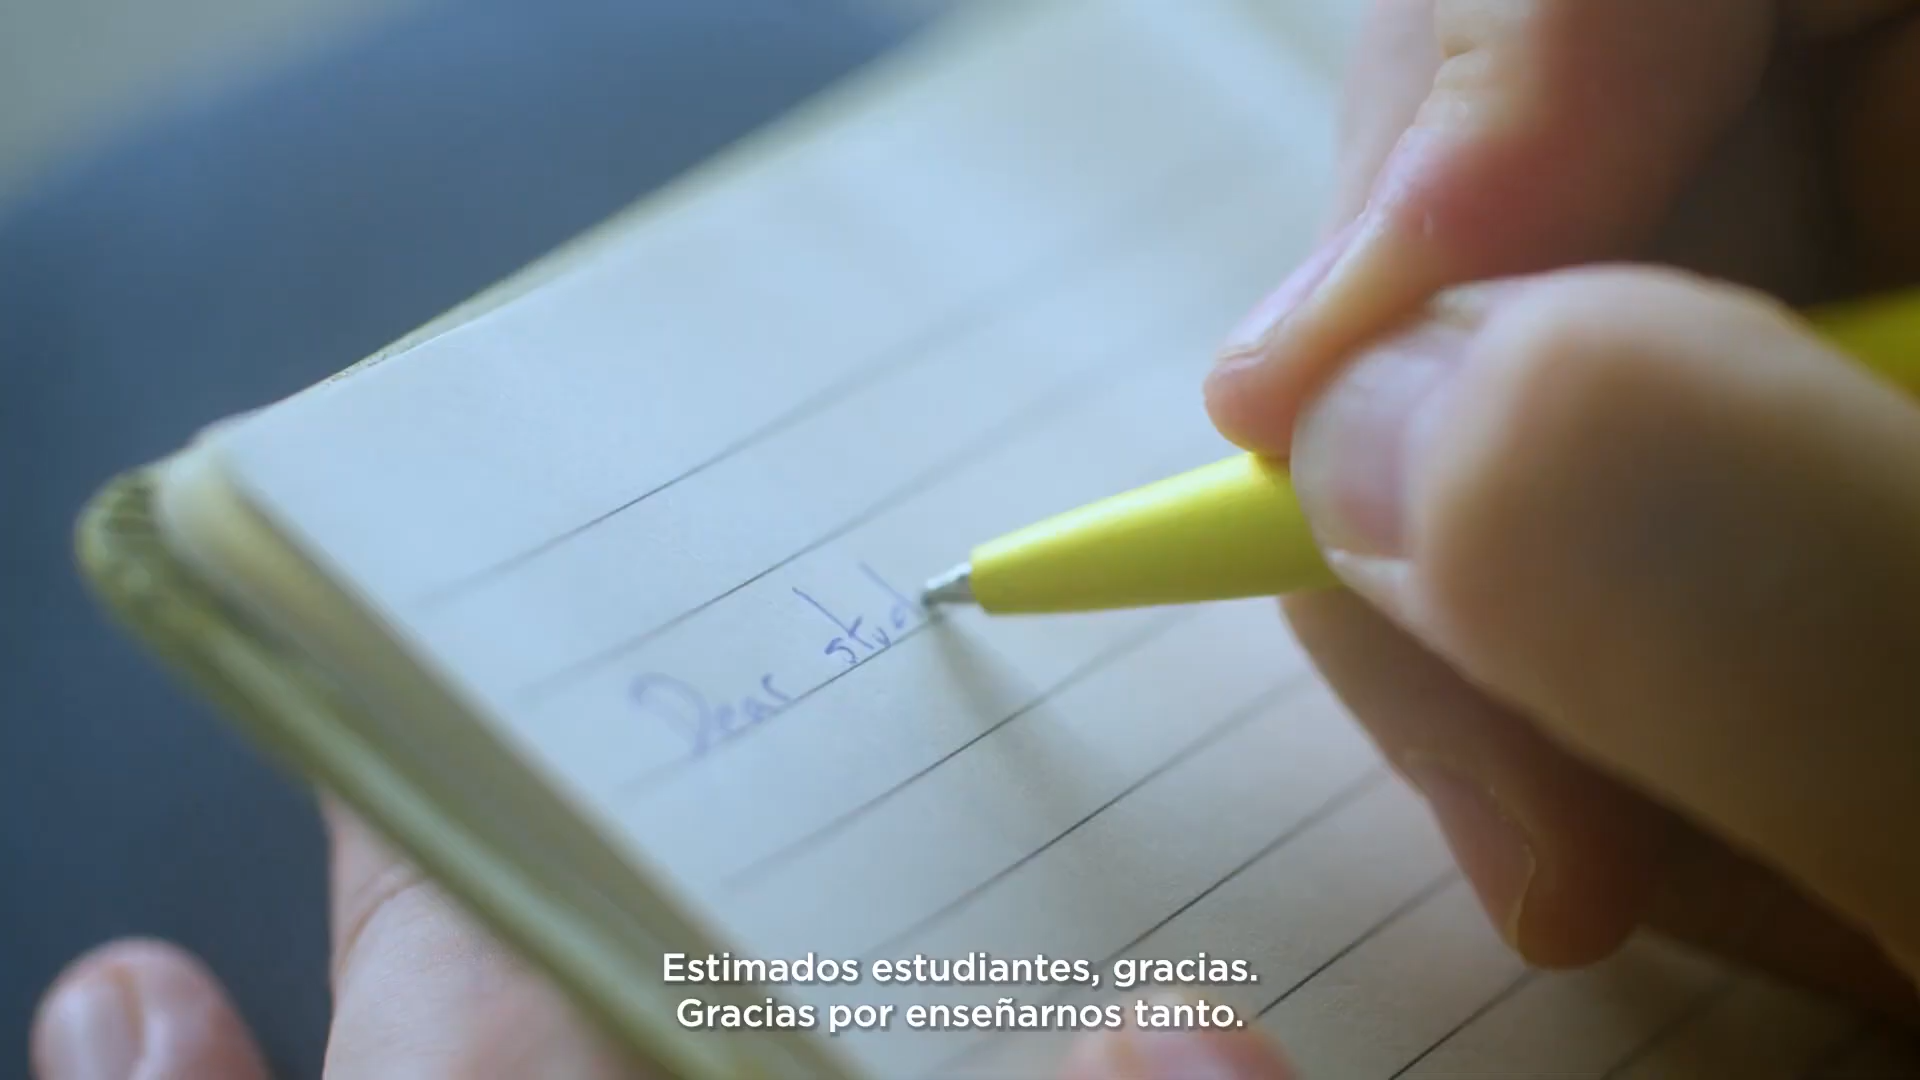 Dear stud
Estimados estudiantes, gracias.
Gracias por enseñarnos tanto.